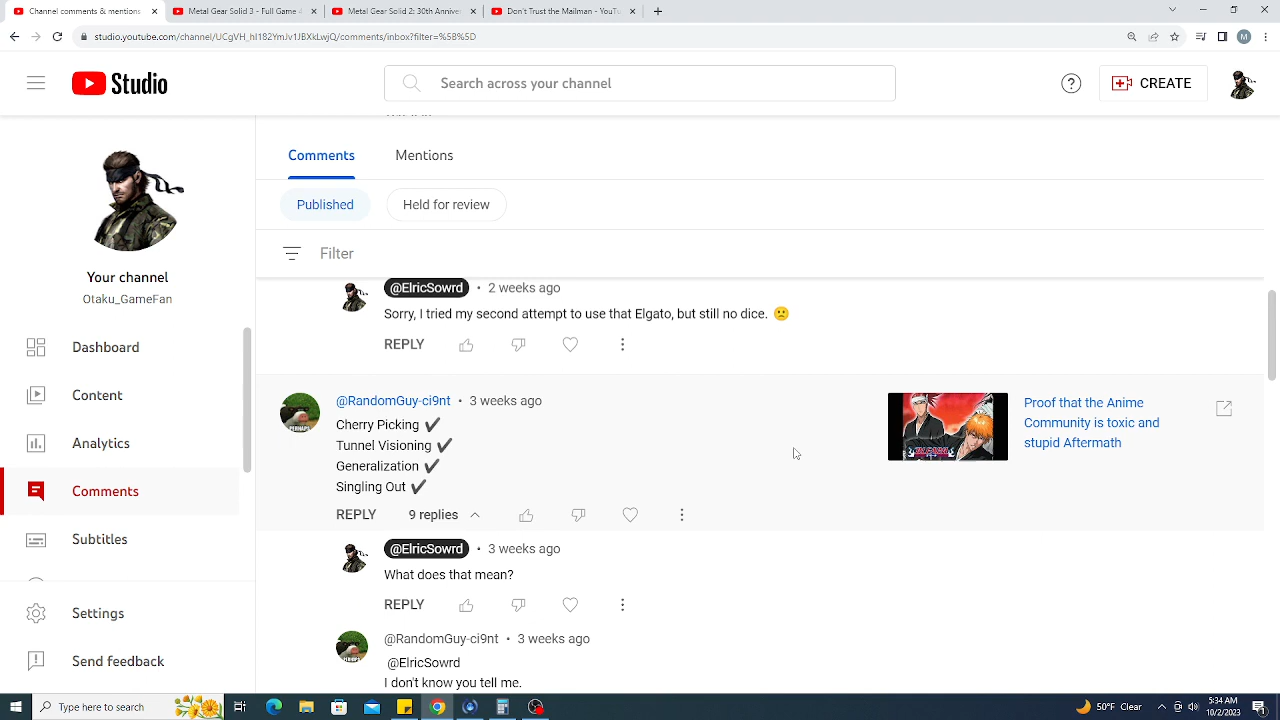 Channel comments & mentions
Metal Gear Solid 3 - Full Game
Metal Gear Solid 2: 30th Anniver
Don't Trust the Mailman - YouTu
studio.youtube.com/channel/UCgVH_hI182YmJv1JBXkLwjQ/comments/inbox?filter=%5B%5D
M
Studio
Search across your channel
CREATE
Comments
Mentions
Published
Held for review
Filter
Your channel
Otaku_GameFan
Dashboard
Content
Analytics
Comments
Subtitles
Settings
Send feedback
@ElricSowrd • 2 weeks ago
Sorry, I tried my second attempt to use that Elgato, but still no dice. 🙁
REPLY
@RandomGuy-ci9nt • 3 weeks ago
Cherry Picking ✔
Tunnel Visioning ✔
Generalization ✔
Singling Out ✔
REPLY 9 replies
PERHAPS
BLEACH
Proof that the Anime
Community is toxic and
stupid Aftermath
@ElricSowrd • 3 weeks ago
What does that mean?
REPLY
@RandomGuy-ci9nt • 3 weeks ago
@ElricSowrd
I don't know you tell me.
Type here to search
50°F Clear
5:34 AM
10/2/2023